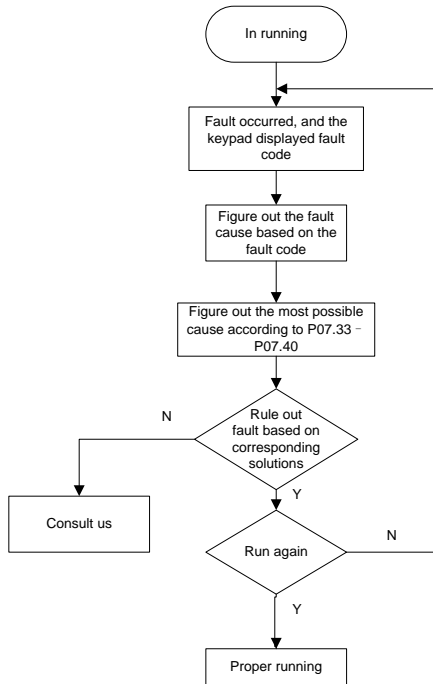 In running
Fault occurred, and the
keypad displayed fault
code
Figure out the fault
cause based on the
fault code
Figure out the most possible
cause according to P07.33–
P07.40
N
Rule out
fault based on
corresponding
solutions
Y
Consult us
Run again
N
Y
Proper running